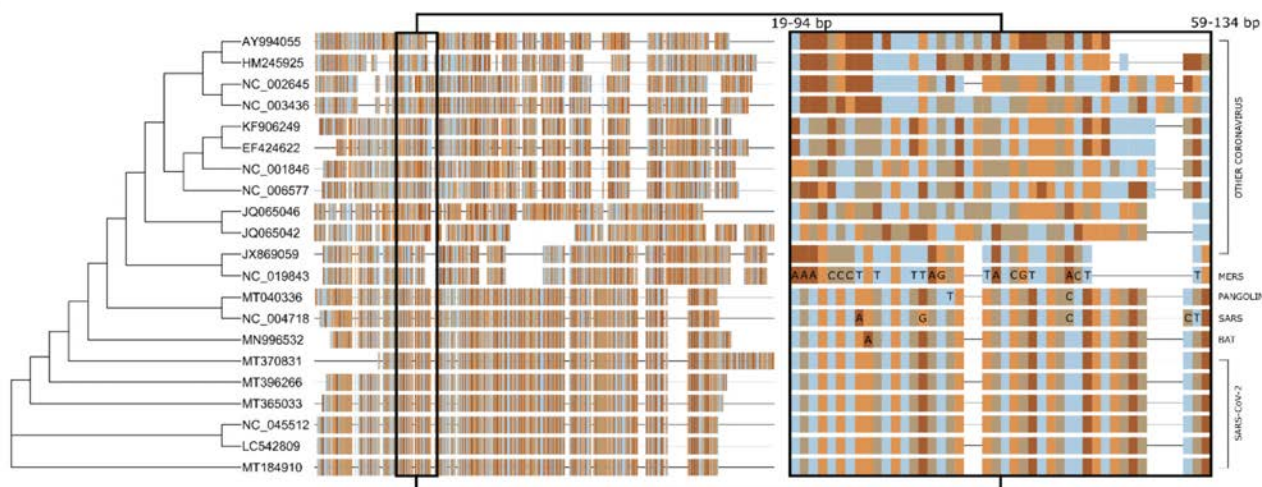 19-94 bp
59-134 bp
AY994055
HM245925
NC_002645
NC_003436
KF906249
EF424622
NC_001846
NC_006577
JQ065046
JQ065042
JX869059
NC_019843
MT040336
NC_004718
MN996532
MT370831
MT396266
MT365033
NC_045512
LC542809
MT184910
AAA CCCT T TTAG TA CGT ACT T
T C
A G C CT
A
OTHER CORONAVIRUS
MERS
PANGOLIN
SARS
BAT
SARS-CoV-2